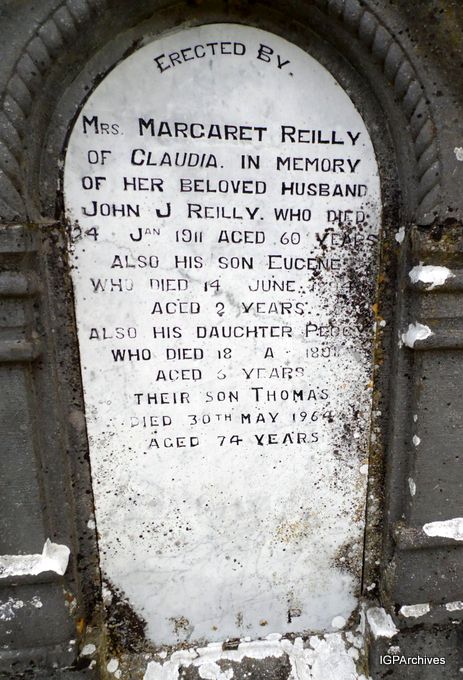 ERECTED BY.
MRS. MARGARET REILLY.
OF CLAUDIA. IN MEMORY
OF HER BELOVED HUSBAND
JOHN J REILLY. WHO DIED
JAN 1911 AGED 60 YEARS
ALSO HIS SON EUGENE
WHO DIED 14 JUNE.
AGED 2 YEARS.
ALSO HIS DAUGHTER PEGGY
WHO DIED 18
AGED 6 YEARS
THEIR SON THOMAS
DIED 30TH MAY 1964
AGED 74 YEARS
IGPArchives